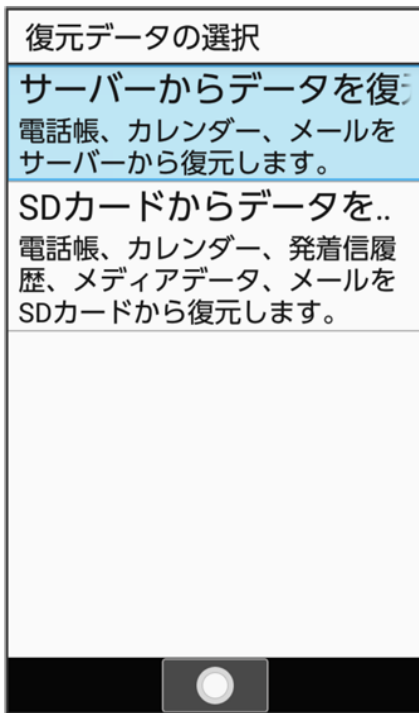 復元データの選択
サーバーからデータを復
電話帳、カレンダー、メールを
サーバーから復元します。
SDカードからデータを..
電話帳、カレンダー、発着信履
歴、メディアデータ、メールを
SDカードから復元します。